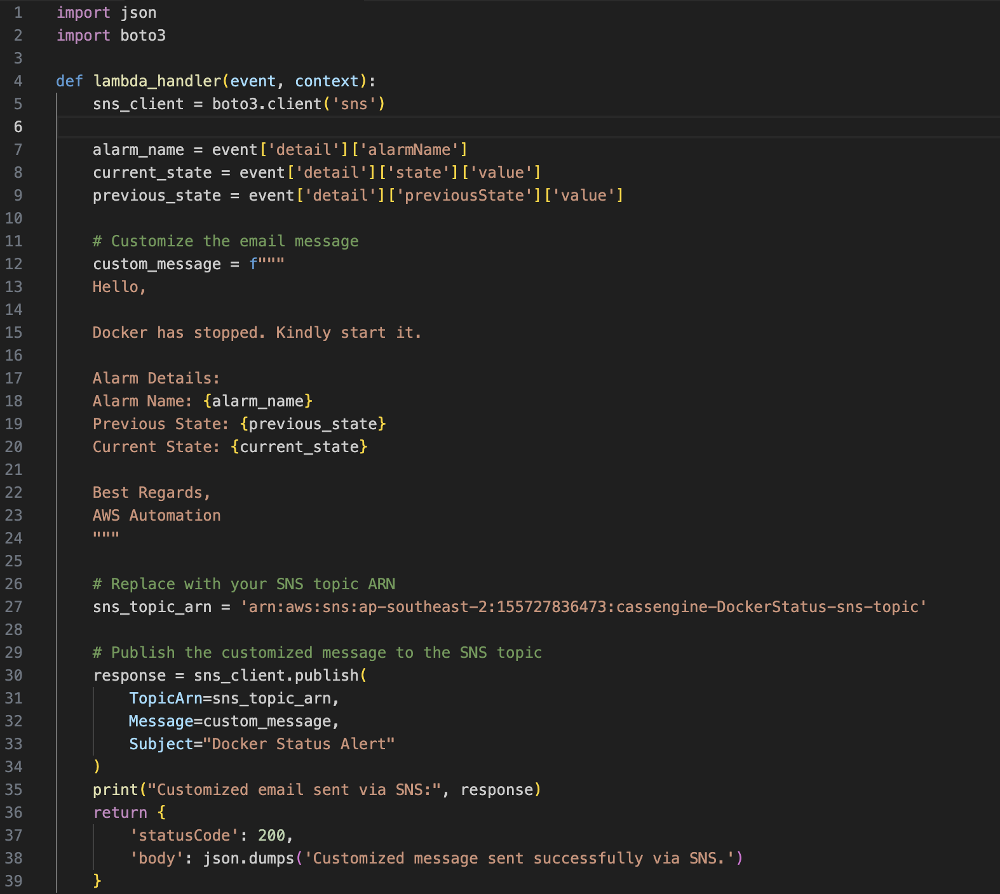 1 import json
2 import boto3
3
4 def lambda_handler(event, context):
5     sns_client = boto3.client('sns')
6
7     alarm_name = event['detail']['alarmName']
8     current_state = event['detail']['state']['value']
9     previous_state = event['detail']['previousState']['value']
10
11     # Customize the email message
12     custom_message = f"""
13     Hello,
14
15     Docker has stopped. Kindly start it.
16
17     Alarm Details:
18     Alarm Name: {alarm_name}
19     Previous State: {previous_state}
20     Current State: {current_state}
21
22     Best Regards,
23     AWS Automation
24     """
25
26     # Replace with your SNS topic ARN
27     sns_topic_arn = 'arn:aws:sns:ap-southeast-2:155727836473:cassengine-DockerStatus-sns-topic'
28
29     # Publish the customized message to the SNS topic
30     response = sns_client.publish(
31         TopicArn=sns_topic_arn,
32         Message=custom_message,
33         Subject="Docker Status Alert"
34     )
35     print("Customized email sent via SNS:", response)
36     return {
37         'statusCode': 200,
38         'body': json.dumps('Customized message sent successfully via SNS.')
39     }